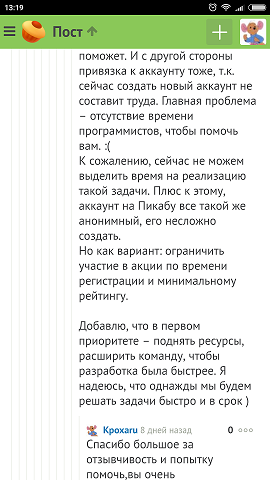 13:19
Пост
поможет. И с другой стороны
привязка к аккаунту тоже, т.к.
сейчас создать новый аккаунт не
составит труда. Главная проблема
– отсутствие времени
программистов, чтобы помочь
вам. :(
К сожалению, сейчас не можем
выделить время на реализацию
такой задачи. Плюс к этому,
аккаунт на Пикабу все такой же
анонимный, его несложно
создать.
Но как вариант: ограничить
участие в акции по времени
регистрации и минимальному
рейтингу.
Добавлю, что в первом
приоритете – поднять ресурсы,
расширить команду, чтобы
разработка была быстрее. Я
надеюсь, что однажды мы будем
решать задачи быстро и в срок )
Kpoxaru 8 дней назад 0
Спасибо большое за
отзывчивость и попытку
помочь,вы очень